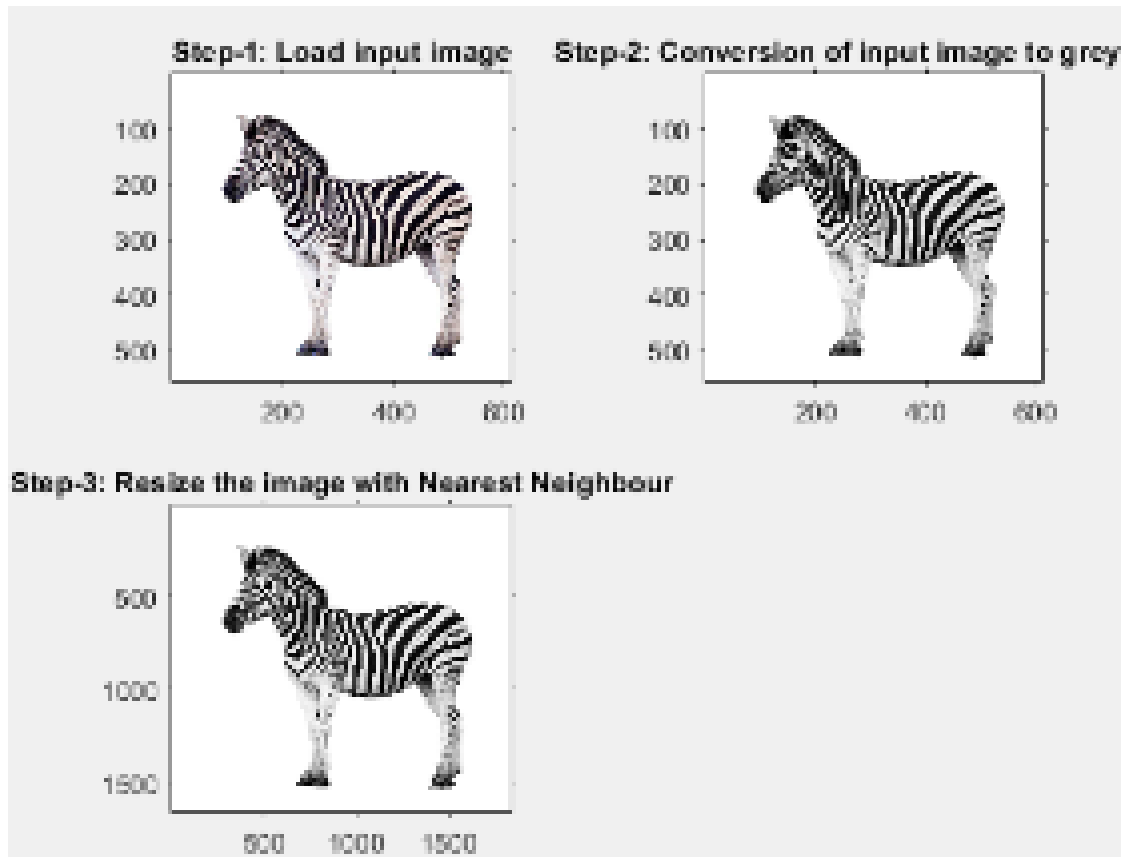 Step-1: Load input image
100
200
300
400
500
200 400 600
Step-2: Conversion of input image to grey
100
200
300
400
500
200 400 600
Step-3: Resize the image with Nearest Neighbour
500
1000
1500
500 1000 1500